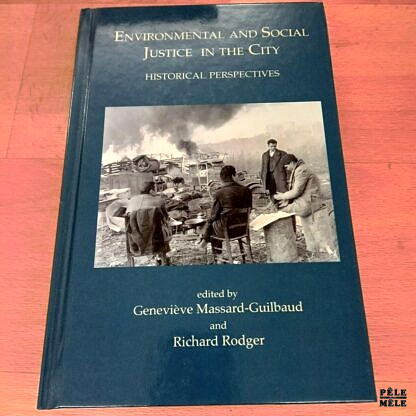 ENVIRONMENTAL AND SOCIAL
JUSTICE IN THE CITY
HISTORICAL PERSPECTIVES
edited by
Geneviève Massard-Guilbaud
and
Richard Rodger
PÊLE
MÊLE